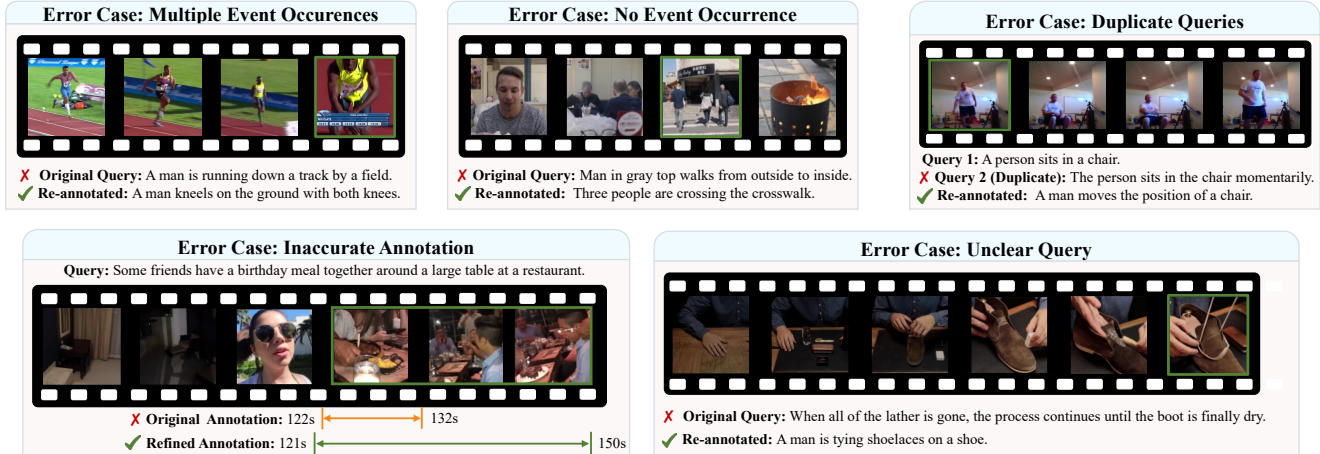 Error Case: Multiple Event Occurences
✗ Original Query: A man is running down a track by a field.
✓ Re-annotated: A man kneels on the ground with both knees.
Error Case: No Event Occurrence
✗ Original Query: Man in gray top walks from outside to inside.
✓ Re-annotated: Three people are crossing the crosswalk.
Error Case: Duplicate Queries
Query 1: A person sits in a chair.
✗ Query 2 (Duplicate): The person sits in the chair momentarily.
✓ Re-annotated: A man moves the position of a chair.
Error Case: Inaccurate Annotation
Query: Some friends have a birthday meal together around a large table at a restaurant.
✗ Original Annotation: 122s 132s
✓ Refined Annotation: 121s 150s
Error Case: Unclear Query
✗ Original Query: When all of the lather is gone, the process continues until the boot is finally dry.
✓ Re-annotated: A man is tying shoelaces on a shoe.